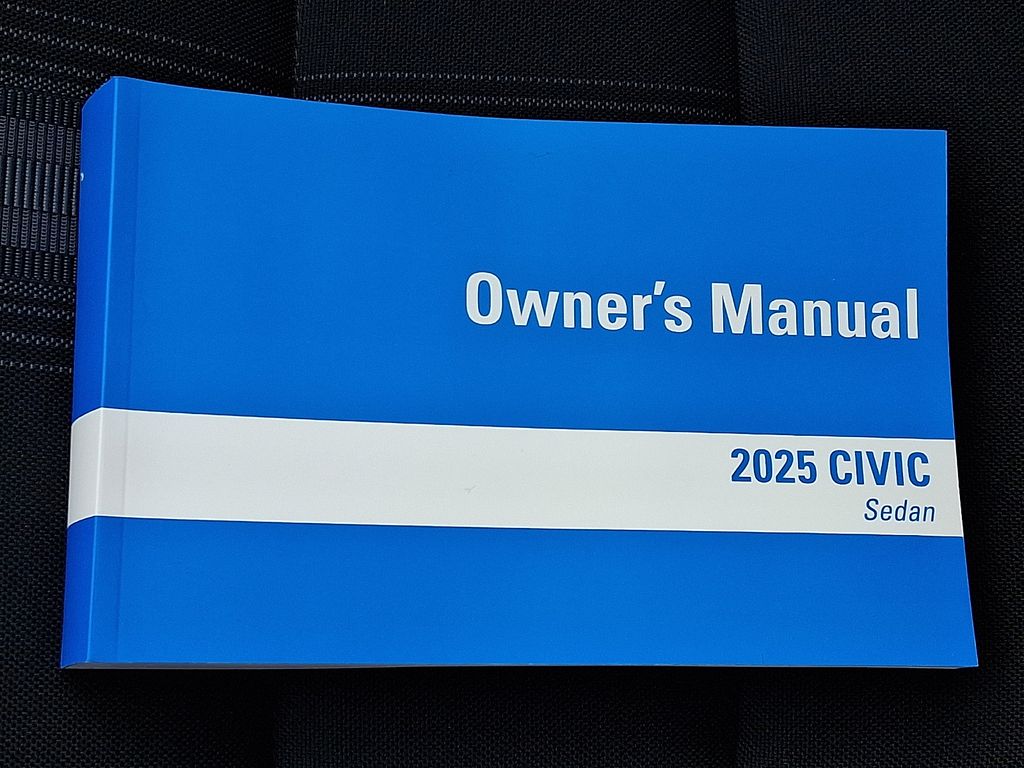 Owner's Manual
2025 CIVIC
Sedan